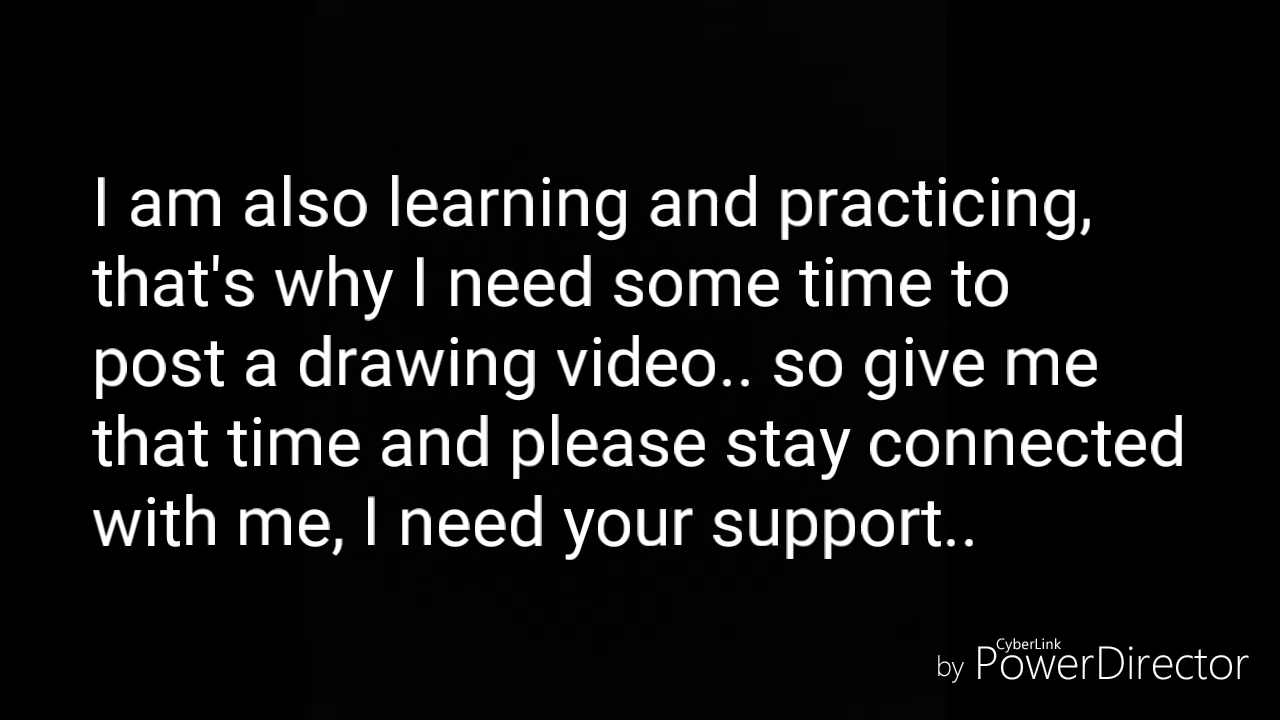 I am also learning and practicing,
that's why I need some time to
post a drawing video.. so give me
that time and please stay connected
with me, I need your support..
CyberLink
by PowerDirector